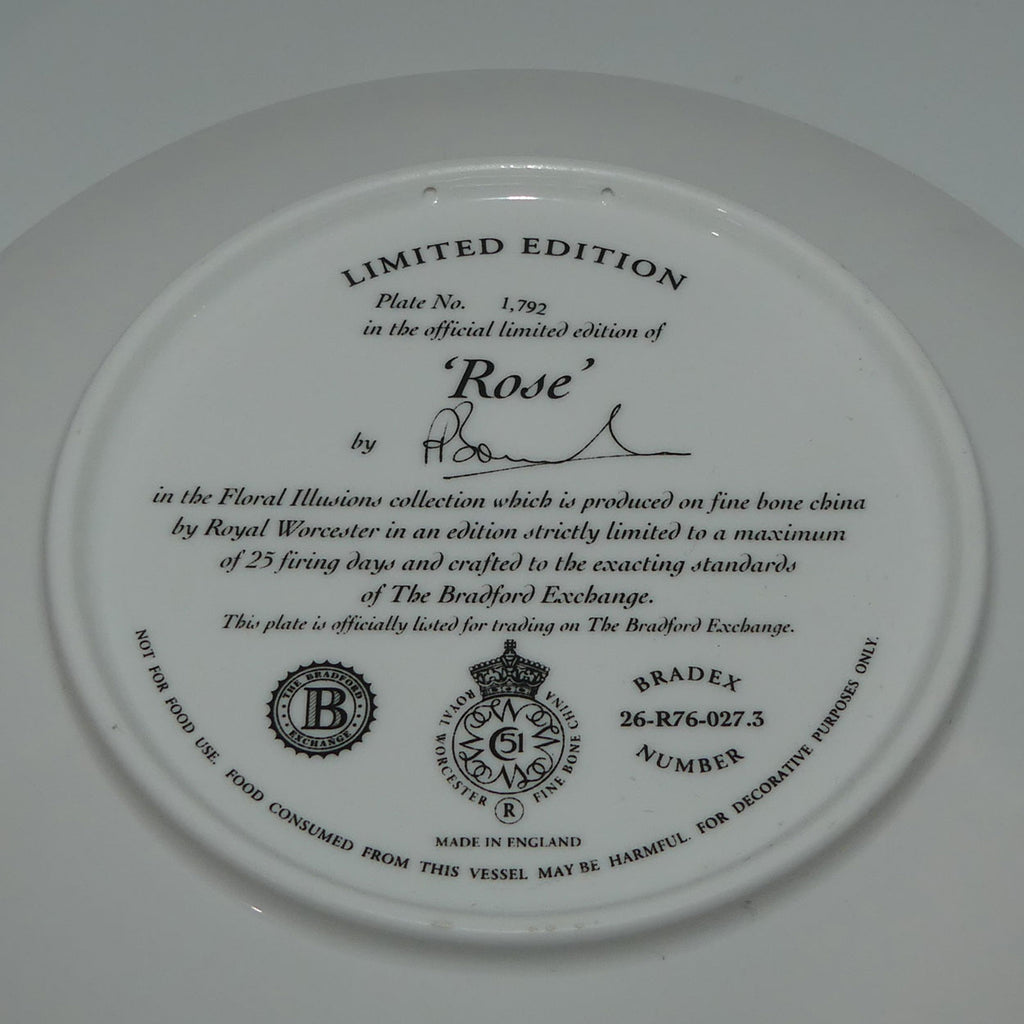 LIMITED EDITION
Plate No. 1,792
in the official limited edition of
‘Rose’
by
in the Floral Illusions collection which is produced on fine bone china
by Royal Worcester in an edition strictly limited to a maximum
of 25 firing days and crafted to the exacting standards
of The Bradford Exchange.
This plate is officially listed for trading on The Bradford Exchange.
THE BRADFORD
B
EXCHANGE
ROYAL WORCESTER
FINE BONE CHINA
51
R
BRADEX
26-R76-027.3
NUMBER
MADE IN ENGLAND
NOT FOR FOOD USE. FOOD CONSUMED FROM THIS VESSEL MAY BE HARMFUL. FOR DECORATIVE PURPOSES ONLY.